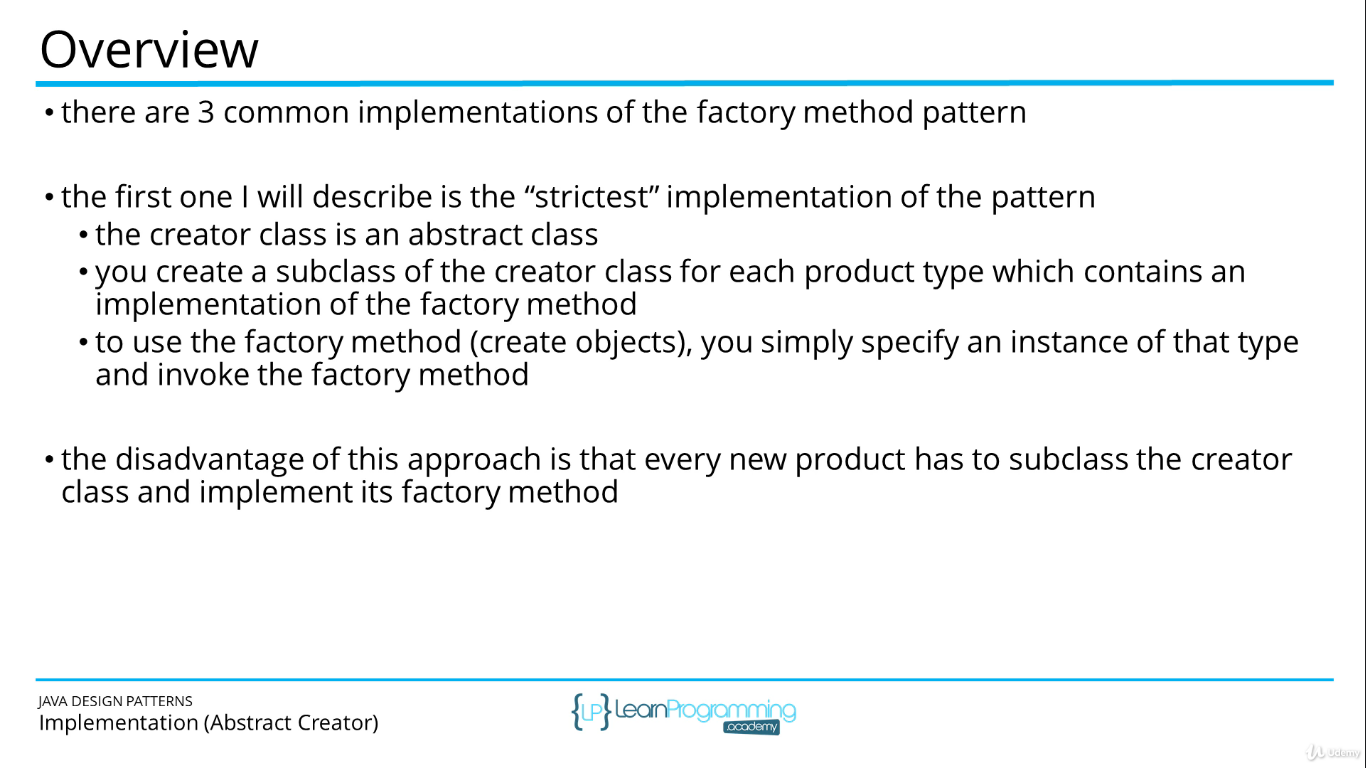 Overview
• there are 3 common implementations of the factory method pattern
• the first one I will describe is the “strictest” implementation of the pattern
• the creator class is an abstract class
• you create a subclass of the creator class for each product type which contains an
implementation of the factory method
• to use the factory method (create objects), you simply specify an instance of that type
and invoke the factory method
• the disadvantage of this approach is that every new product has to subclass the creator
class and implement its factory method
JAVA DESIGN PATTERNS
Implementation (Abstract Creator)
{LP} LearnProgramming
.academy
Udemy